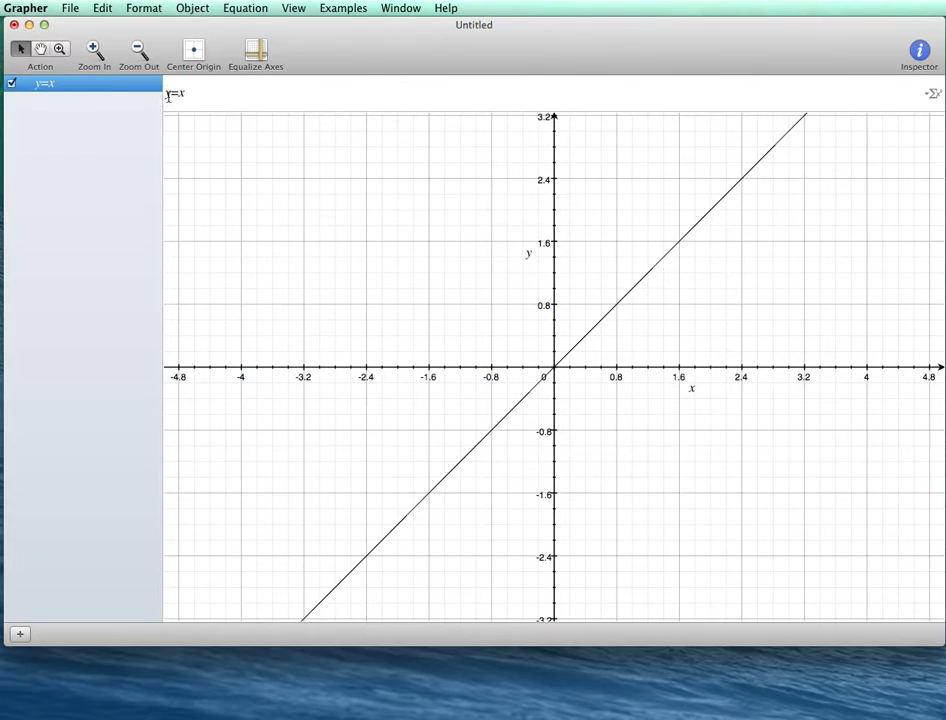 Grapher File Edit Format Object Equation View Examples Window Help
Untitled
Action Zoom In Zoom Out Center Origin Equalize Axes Inspector
y=x
y=x
Σx²
3.2
2.4
y 1.6
0.8
-4.8 -4 -3.2 -2.4 -1.6 -0.8 0 0.8 1.6 2.4 3.2 4 4.8
x
-0.8
-1.6
-2.4
-3.2